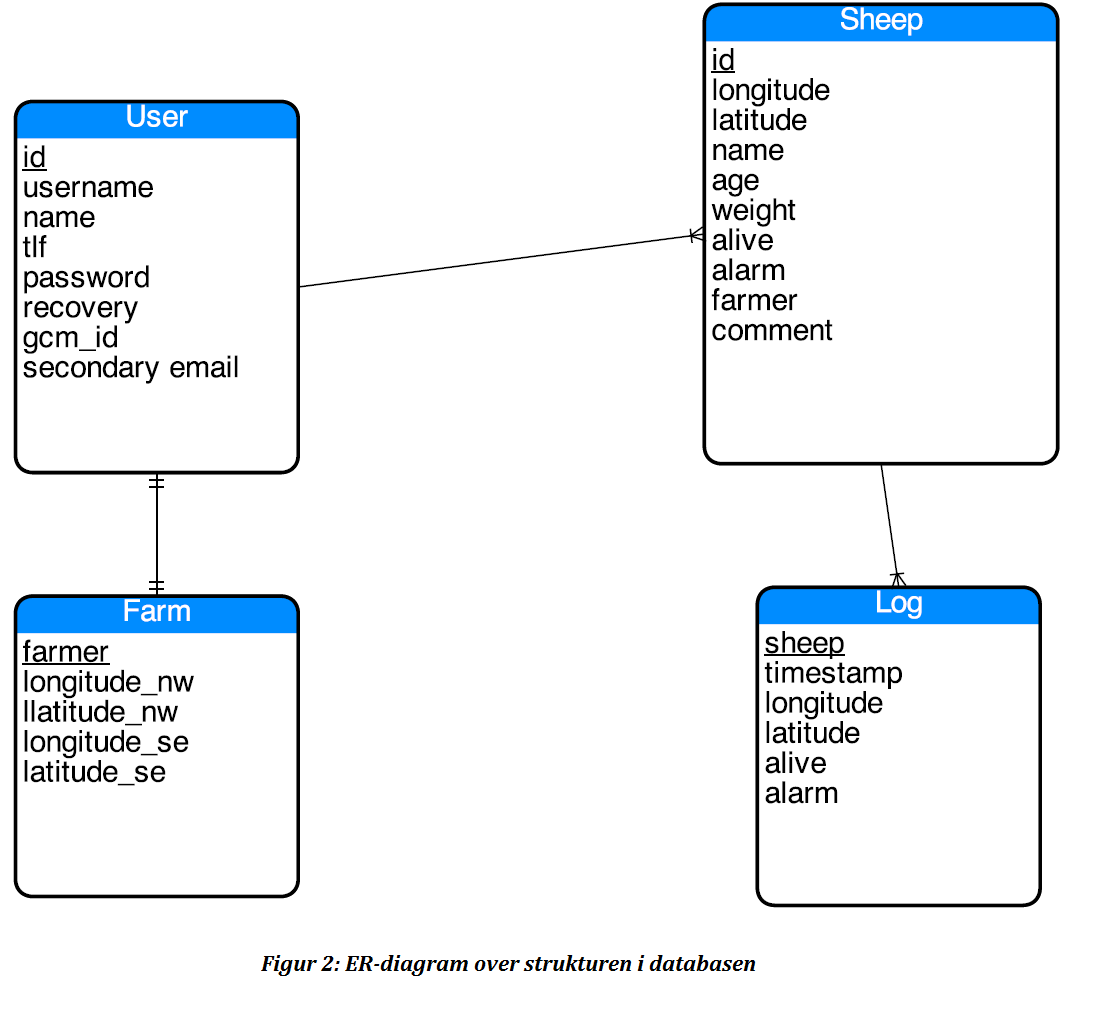 User
id
username
name
tlf
password
recovery
gcm_id
secondary email
Sheep
id
longitude
latitude
name
age
weight
alive
alarm
farmer
comment
Farm
farmer
longitude_nw
llatitude_nw
longitude_se
latitude_se
Log
sheep
timestamp
longitude
latitude
alive
alarm
Figur 2: ER-diagram over strukturen i databasen